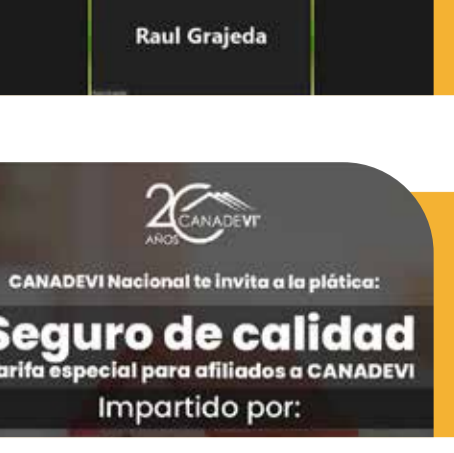 Raul Grajeda
20
CANADEVI
AÑOS
CANADEVI Nacional te invita a la plática:
Seguro de calidad
arifa especial para afiliados a CANADEVI
Impartido por: